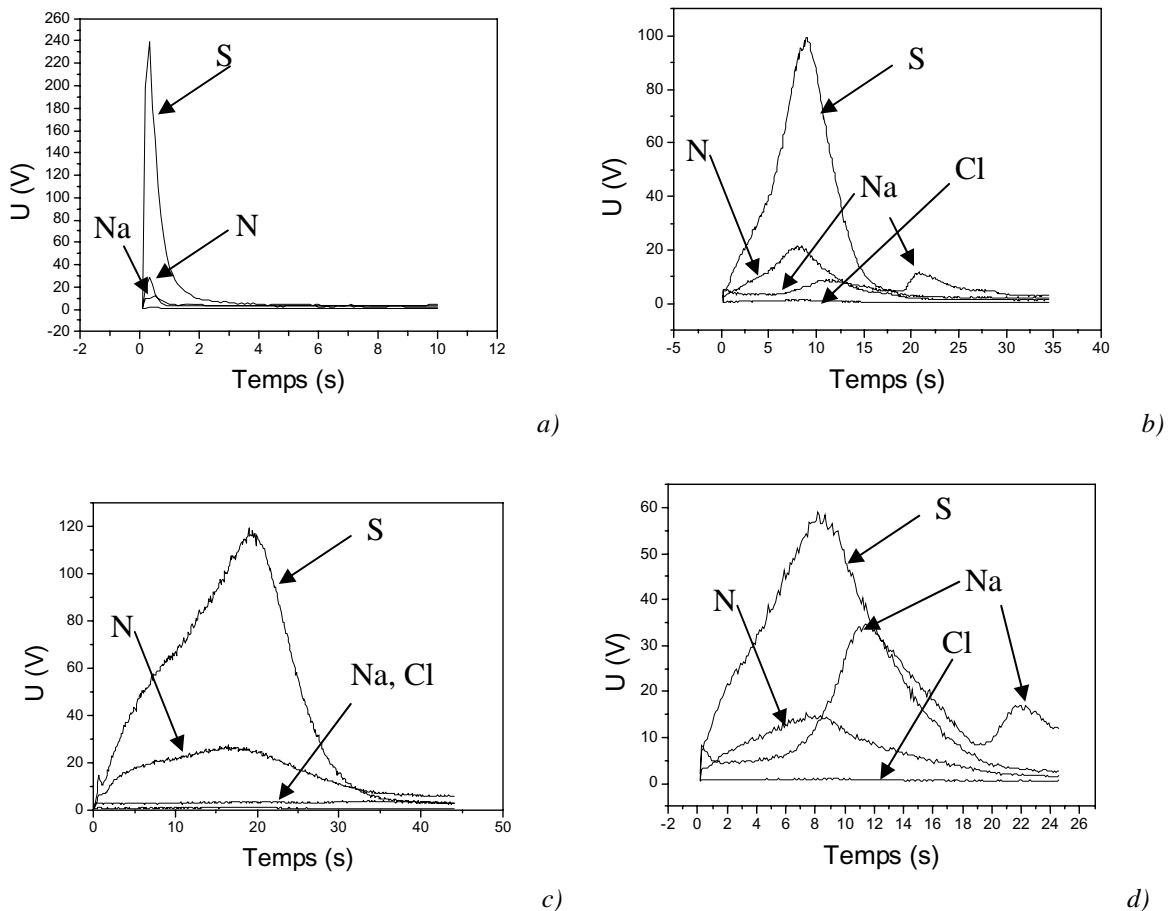 260
240
220
200
180
160
140
120
100
80
60
40
20
0
-20
U (V)
S
Na
N
-2 0 2 4 6 8 10 12
Temps (s)
a)
100
80
60
40
20
0
U (V)
S
N
Na
Cl
-5 0 5 10 15 20 25 30 35 40
Temps (s)
b)
120
100
80
60
40
20
0
U (V)
S
N
Na, Cl
0 10 20 30 40 50
Temps (s)
c)
60
50
40
30
20
10
0
U (V)
S
N
Na
Cl
-2 0 2 4 6 8 10 12 14 16 18 20 22 24 26
Temps (s)
d)